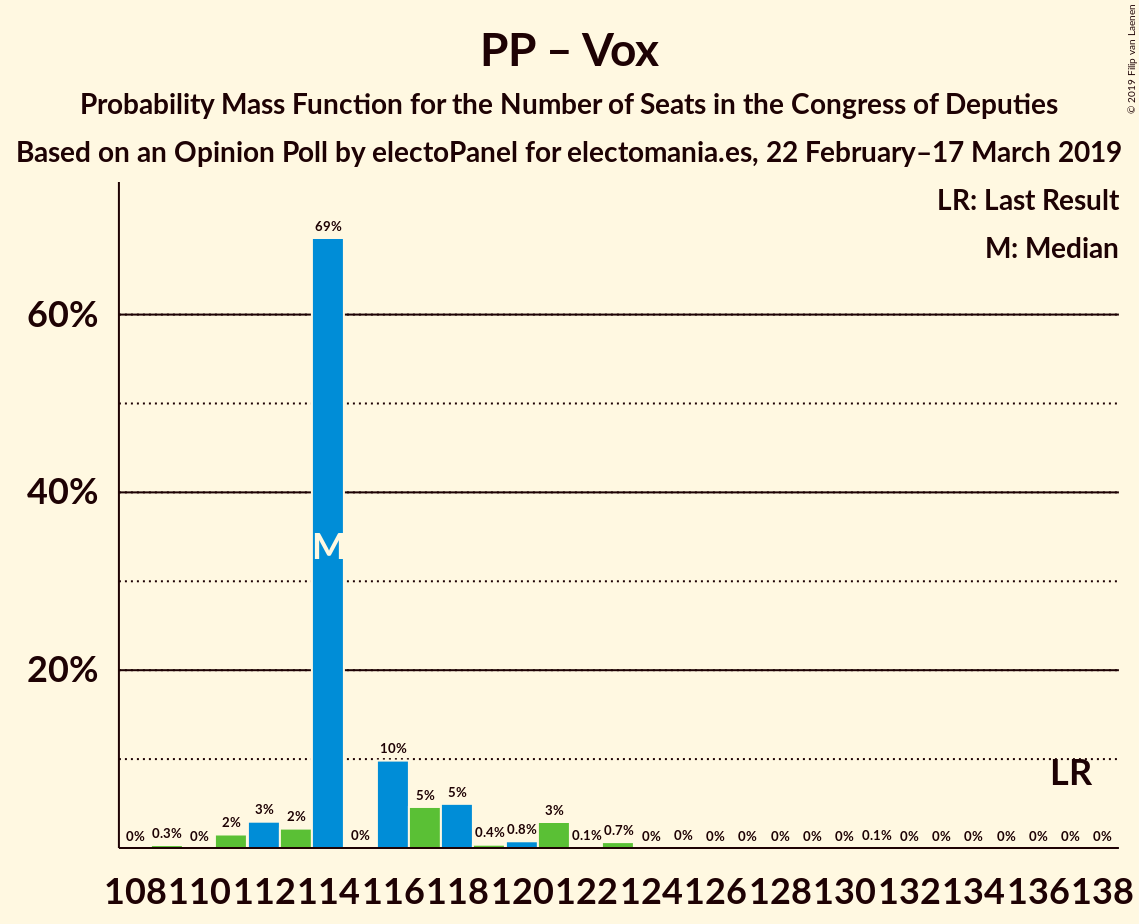 PP – Vox
Probability Mass Function for the Number of Seats in the Congress of Deputies
Based on an Opinion Poll by electoPanel for electomania.es, 22 February–17 March 2019
© 2019 Filip van Laenen
LR: Last Result
M: Median
60%
40%
20%
69%
M
10%
LR
0% 0.3% 0% 2% 3% 2% 0% 5% 5% 0.4% 0.8% 3% 0.1% 0.7% 0% 0% 0% 0% 0% 0% 0% 0.1% 0% 0% 0% 0% 0% 0% 0%
108 110 112 114 116 118 120 122 124 126 128 130 132 134 136 138